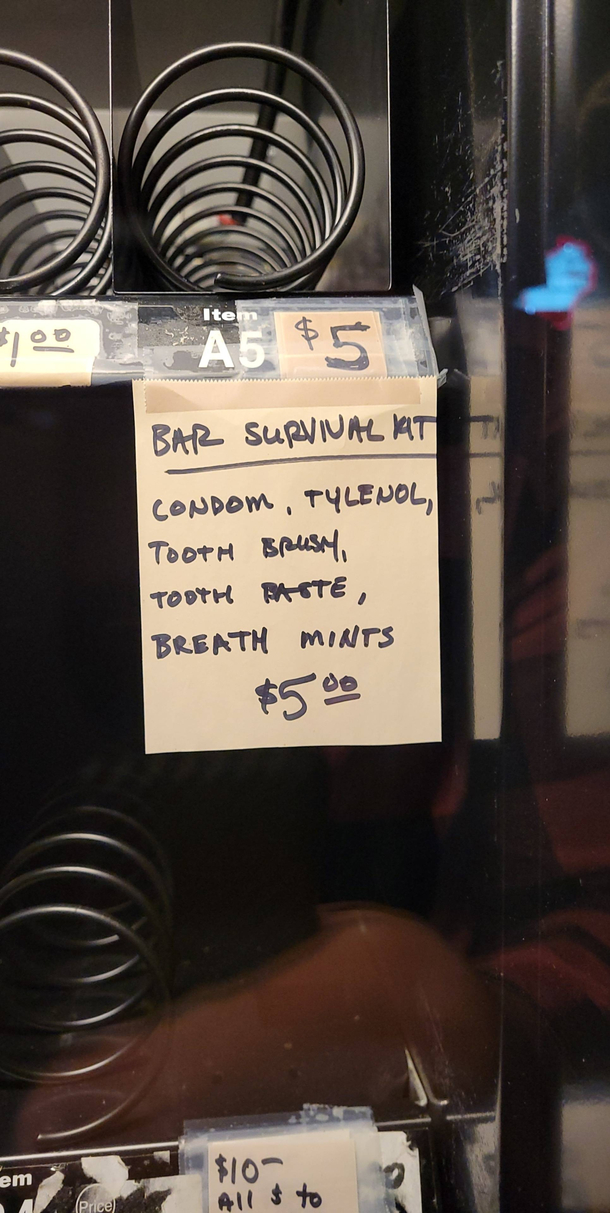 Item
$1.00
A5
$5
BAR SURVIVAL KIT
CONDOM, TYLENOL,
TOOTH BRUSH,
TOOTH PASTE,
BREATH MINTS
$5.00
$10-
All $ to
Price